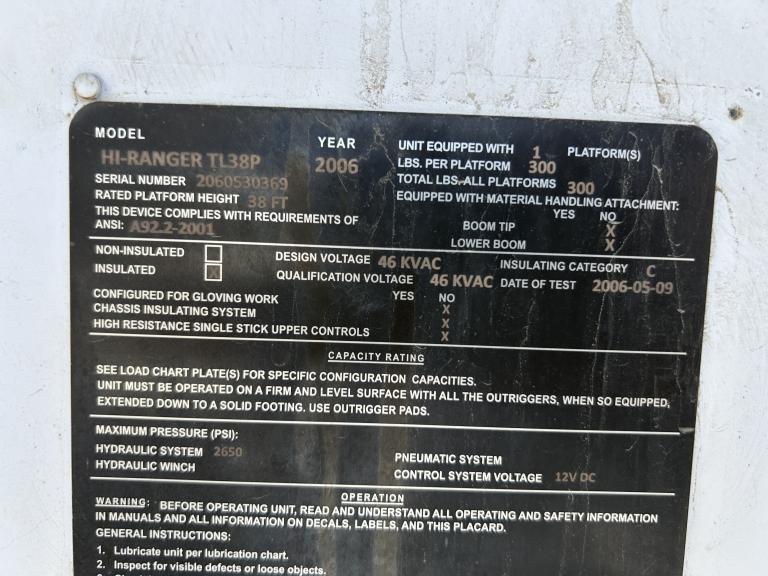 MODEL YEAR UNIT EQUIPPED WITH 1 PLATFORM(S)
HI-RANGER TL38P 2006 LBS. PER PLATFORM 300
SERIAL NUMBER 2060530369 TOTAL LBS. ALL PLATFORMS 300
RATED PLATFORM HEIGHT 38 FT EQUIPPED WITH MATERIAL HANDLING ATTACHMENT:
THIS DEVICE COMPLIES WITH REQUIREMENTS OF YES NO
ANSI: A92.2-2001 BOOM TIP X
LOWER BOOM X
NON-INSULATED DESIGN VOLTAGE 46 KVAC INSULATING CATEGORY C
INSULATED X QUALIFICATION VOLTAGE 46 KVAC DATE OF TEST 2006-05-09
CONFIGURED FOR GLOVING WORK YES NO X
CHASSIS INSULATING SYSTEM X
HIGH RESISTANCE SINGLE STICK UPPER CONTROLS X
CAPACITY RATING
SEE LOAD CHART PLATE(S) FOR SPECIFIC CONFIGURATION CAPACITIES.
UNIT MUST BE OPERATED ON A FIRM AND LEVEL SURFACE WITH ALL THE OUTRIGGERS, WHEN SO EQUIPPED,
EXTENDED DOWN TO A SOLID FOOTING. USE OUTRIGGER PADS.
MAXIMUM PRESSURE (PSI):
HYDRAULIC SYSTEM 2650 PNEUMATIC SYSTEM
HYDRAULIC WINCH CONTROL SYSTEM VOLTAGE 12V DC
OPERATION
WARNING: BEFORE OPERATING UNIT, READ AND UNDERSTAND ALL OPERATING AND SAFETY INFORMATION
IN MANUALS AND ALL INFORMATION ON DECALS, LABELS, AND THIS PLACARD.
GENERAL INSTRUCTIONS:
1. Lubricate unit per lubrication chart.
2. Inspect for visible defects or loose objects.